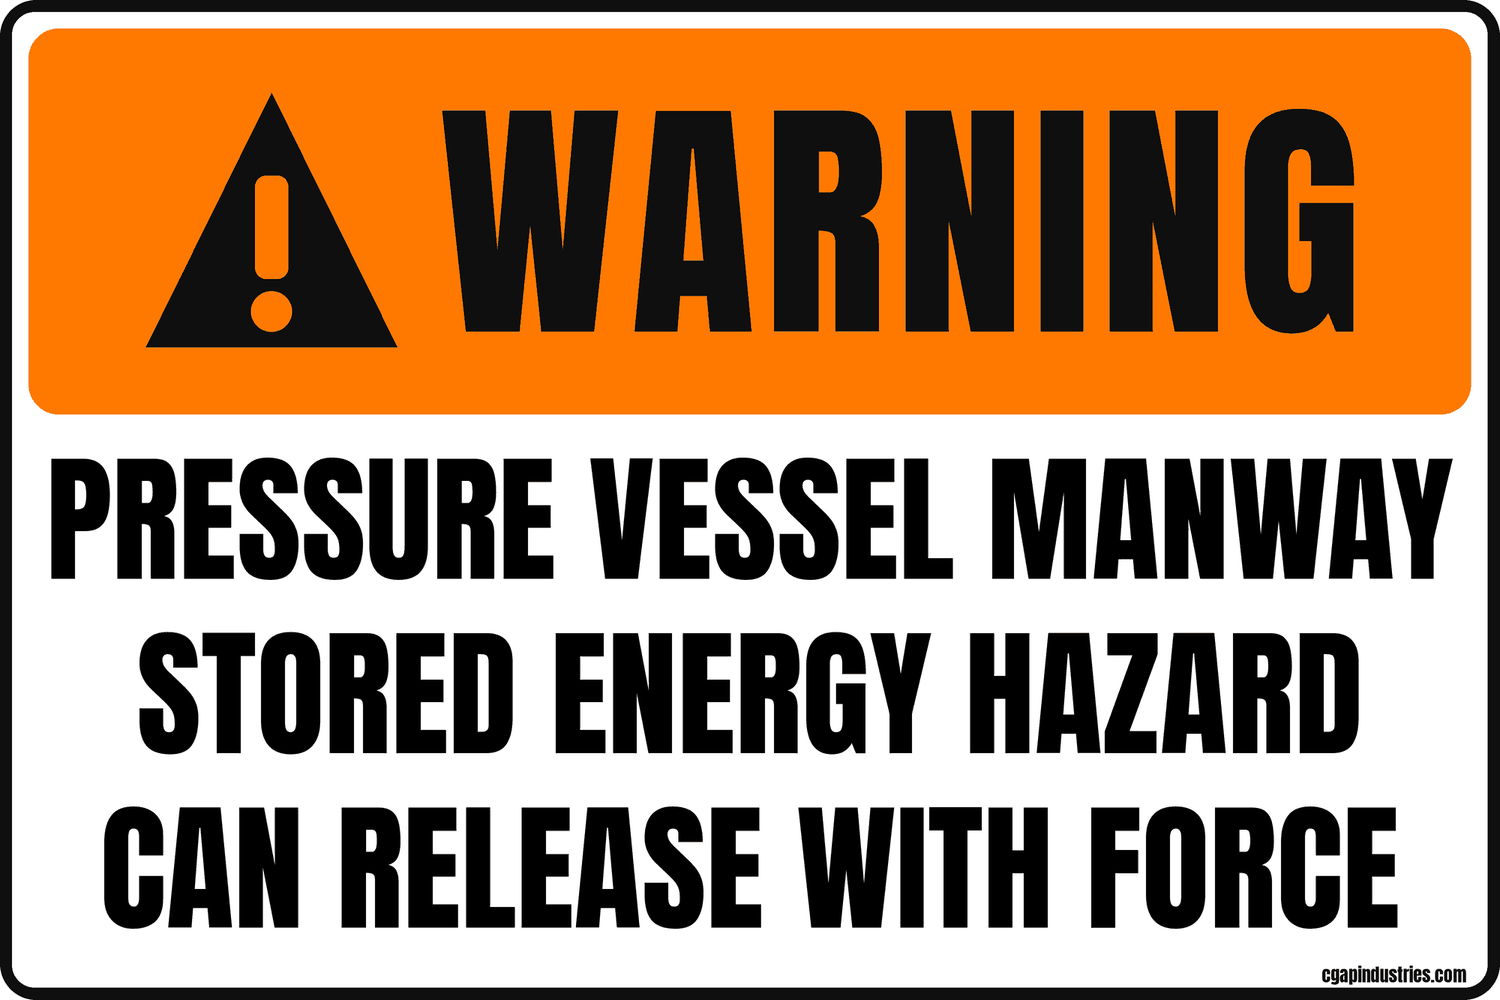 WARNING
PRESSURE VESSEL MANWAY
STORED ENERGY HAZARD
CAN RELEASE WITH FORCE
cgapindustries.com